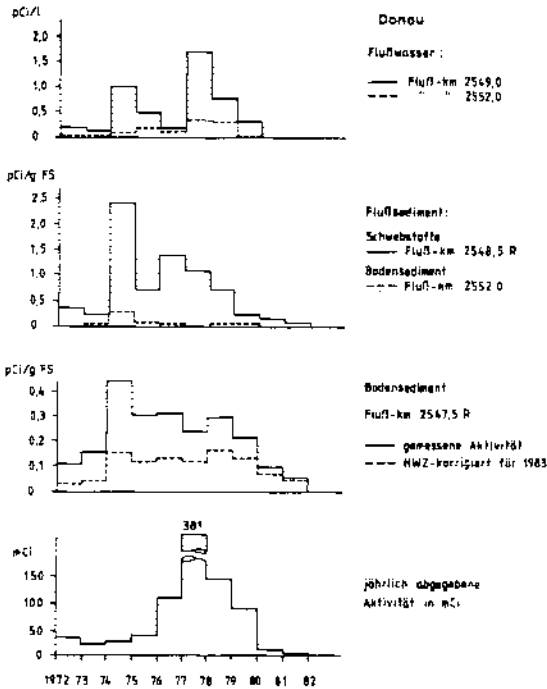 pCi/l
2,0
1,5
1,0
0,5
0
Donau
Flußwasser :
Fluß-km 2549,0
2552,0
pCi/g FS
2,5
2,0
1,5
1,0
0,5
0
Flußsediment:
Schwebstoffe
Fluß-km 2548,5 R
Bodensediment
Fluß-km 2552 0
pCi/g FS
0,4
0,3
0,2
0,1
0
Bodensediment
Fluß-km 2547,5 R
gemessene Aktivität
HWZ-korrigiert für 1983
381
mCi
150
100
50
0
jährlich abgegebene
Aktivität in mCi
1972 73 74 75 76 77 78 79 80 81 82